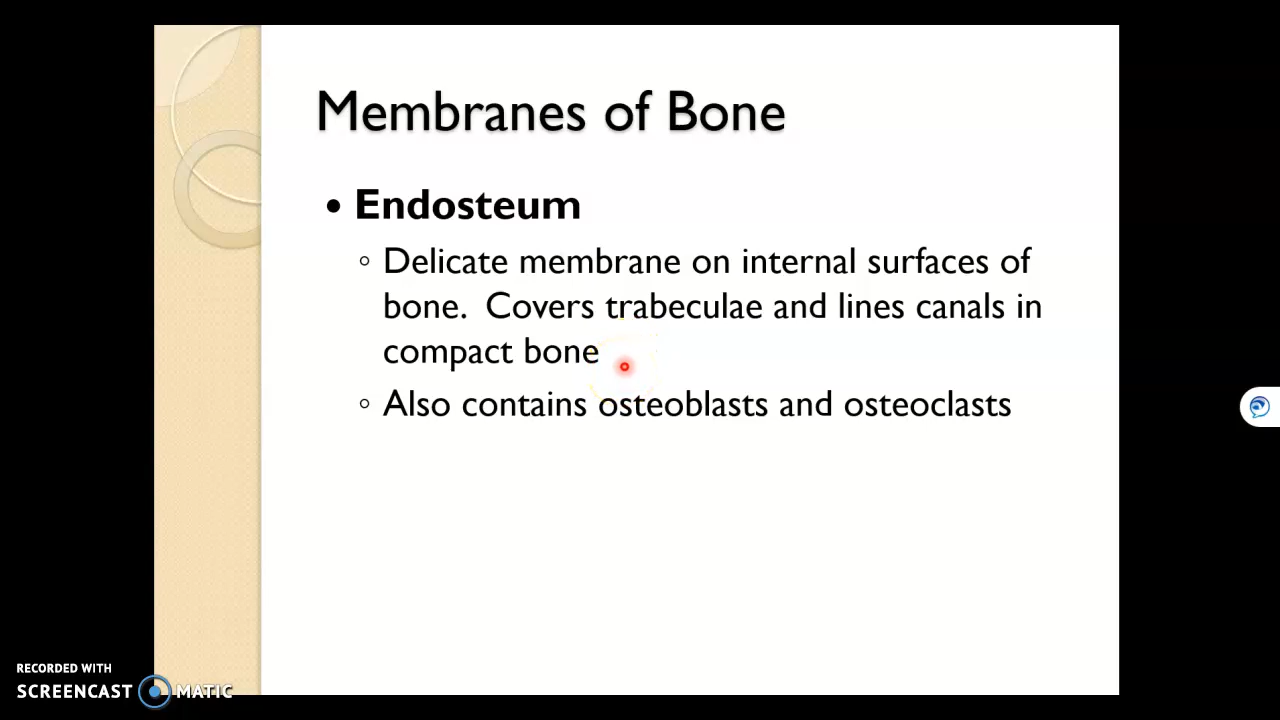 Membranes of Bone
• Endosteum
◦ Delicate membrane on internal surfaces of
bone.  Covers trabeculae and lines canals in
compact bone
◦ Also contains osteoblasts and osteoclasts
RECORDED WITH
SCREENCAST MATIC